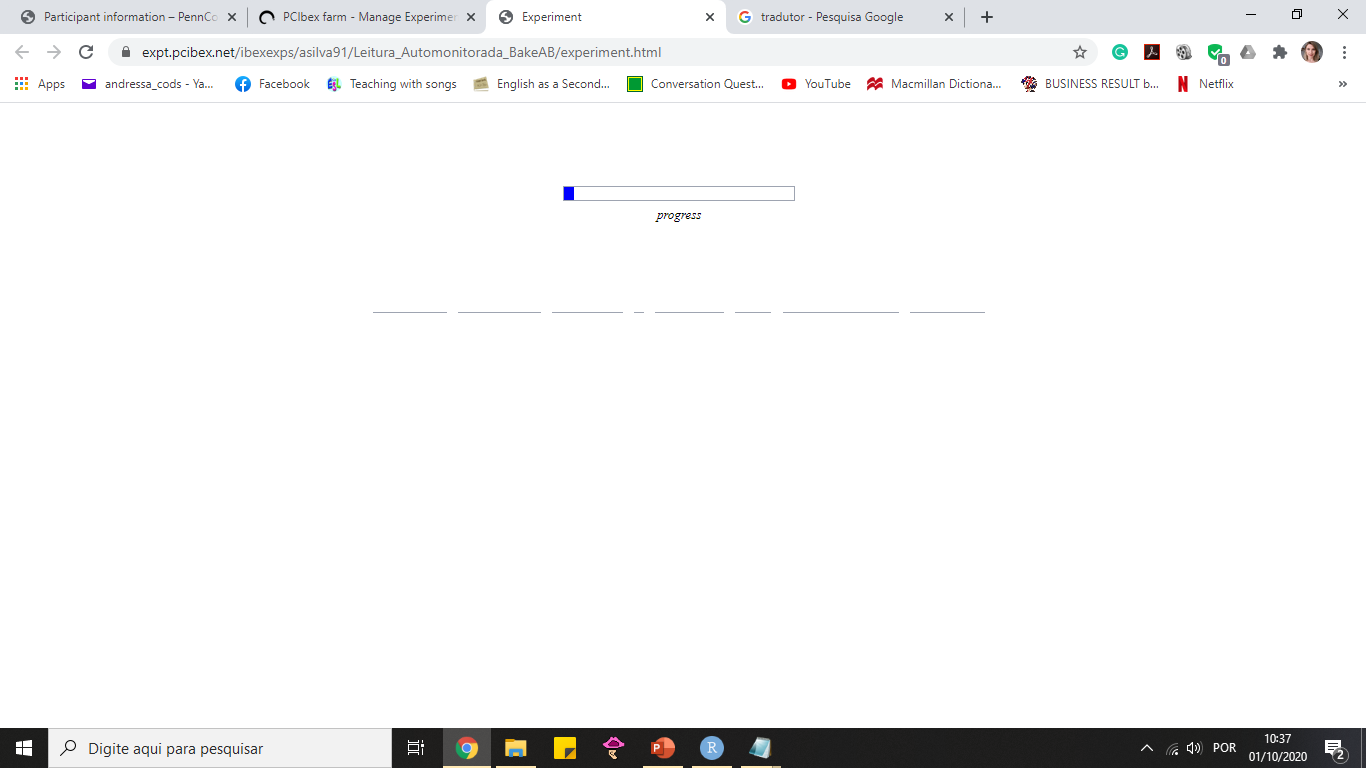 Participant information – PennCo
PCIbex farm - Manage Experimen
Experiment
tradutor - Pesquisa Google
expt.pcibex.net/ibexexps/asilva91/Leitura_Automonitorada_BakeAB/experiment.html
0
Apps
andressa_cods - Ya...
Facebook
Teaching with songs
English as a Second...
Conversation Quest...
YouTube
Macmillan Dictiona...
BUSINESS RESULT b...
Netflix
»
progress
Digite aqui para pesquisar
POR
10:37
01/10/2020
2